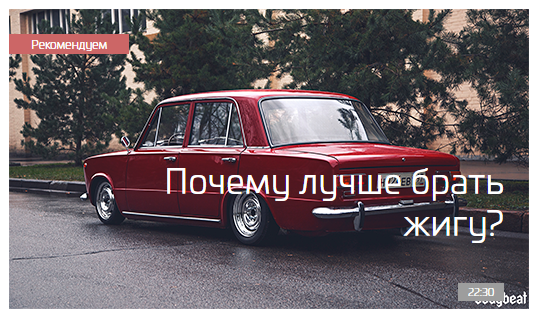 Рекомендуем
Почему лучше брать
жигу?
22:30